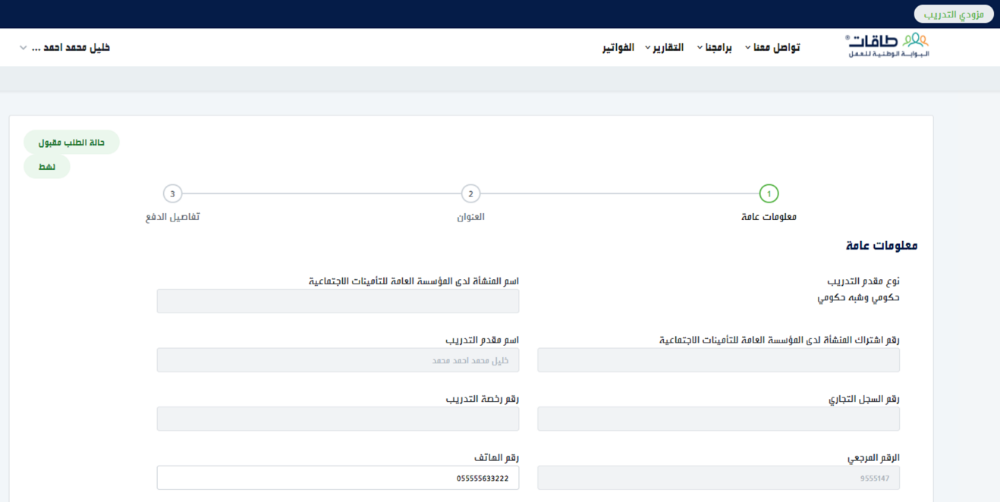 مزودي التدريب
طاقات
البوابة الوطنية للعمل
تواصل معنا
برامجنا
التقارير
الفواتير
خليل محمد احمد ...
حالة الطلب مقبول
نشط
1
2
3
معلومات عامة
العنوان
تفاصيل الدفع
معلومات عامة
نوع مقدم التدريب
حكومي وشبه حكومي
اسم المنشأة لدى المؤسسة العامة للتأمينات الاجتماعية
رقم اشتراك المنشأة لدى المؤسسة العامة للتأمينات الاجتماعية
اسم مقدم التدريب
خليل محمد احمد محمد
رقم السجل التجاري
رقم رخصة التدريب
الرقم المرجعي
9555147
رقم الهاتف
055555633222